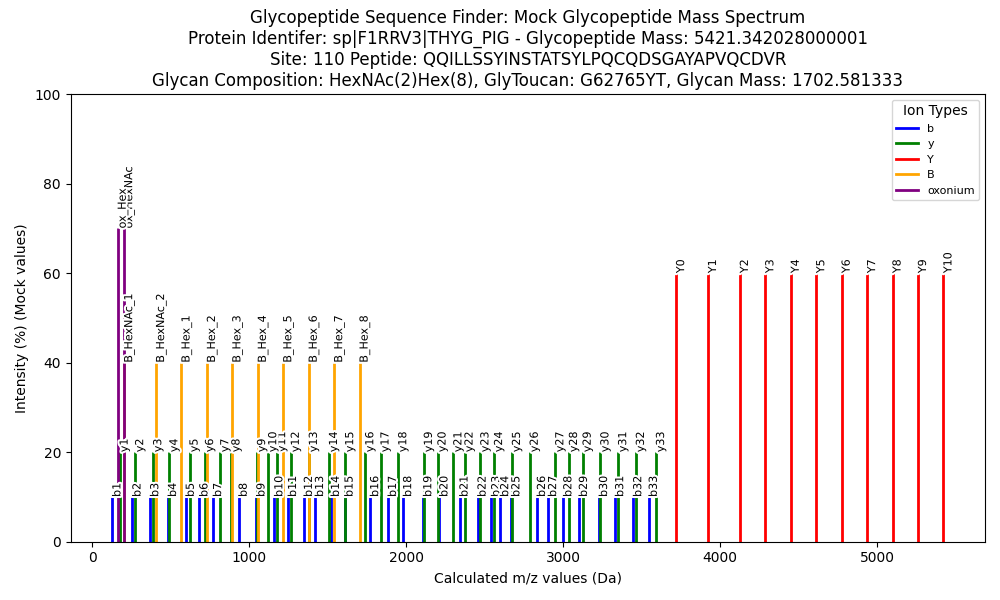 Glycopeptide Sequence Finder: Mock Glycopeptide Mass Spectrum
Protein Identifer: sp|F1RRV3|THYG_PIG - Glycopeptide Mass: 5421.342028000001
Site: 110 Peptide: QQILLSSYINSTATSYLPQCQDSGAYAPVQCDVR
Glycan Composition: HexNAc(2)Hex(8), GlyToucan: G62765YT, Glycan Mass: 1702.581333
Intensity (%) (Mock values)
100
80
60
40
20
0
Ion Types
b
y
Y
B
oxonium
ox_Hex
ox_HexNAc
B_HexNAc_1
B_HexNAc_2
B_Hex_1
B_Hex_2
B_Hex_3
B_Hex_4
B_Hex_5
B_Hex_6
B_Hex_7
B_Hex_8
Y0
Y1
Y2
Y3
Y4
Y5
Y6
Y7
Y8
Y9
Y10
y1
y2
y3
y4
y5
y6
y7
y8
y9
y10
y11
y12
y13
y14
y15
y16
y17
y18
y19
y20
y21
y22
y23
y24
y25
y26
y27
y28
y29
y30
y31
y32
y33
b1
b2
b3
b4
b5
b6
b7
b8
b9
b10
b11
b12
b13
b14
b15
b16
b17
b18
b19
b20
b21
b22
b23
b24
b25
b26
b27
b28
b29
b30
b31
b32
b33
0
1000
2000
3000
4000
5000
Calculated m/z values (Da)